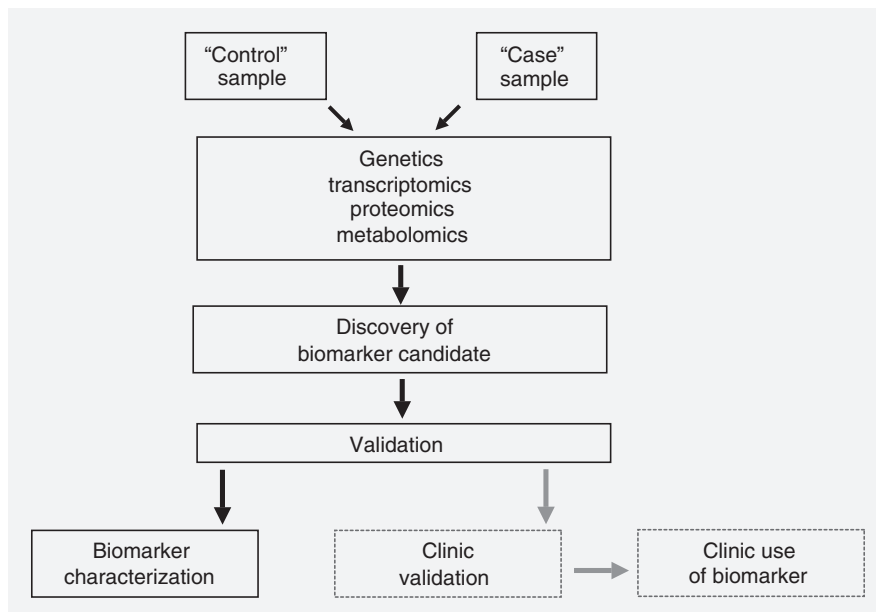 “Control”
sample
“Case”
sample
Genetics
transcriptomics
proteomics
metabolomics
Discovery of
biomarker candidate
Validation
Biomarker
characterization
Clinic
validation
Clinic use
of biomarker